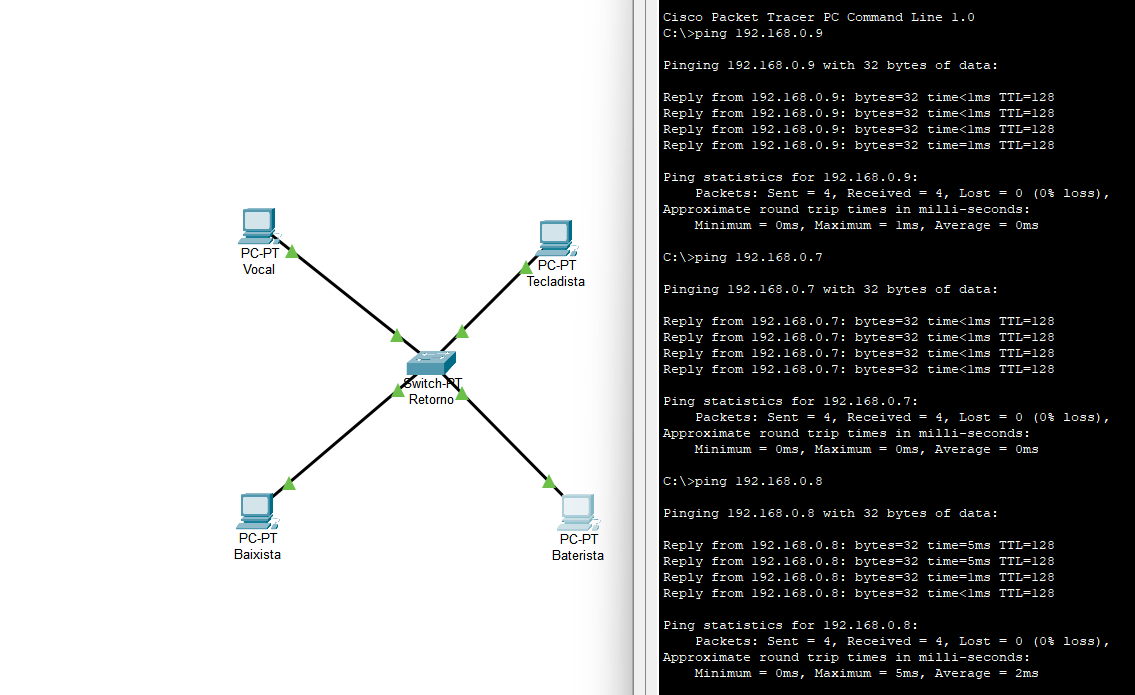 PC-PT
Vocal
PC-PT
Tecladista
Switch-PT
Retorno
PC-PT
Baixista
PC-PT
Baterista
Cisco Packet Tracer PC Command Line 1.0
C:\>ping 192.168.0.9
Pinging 192.168.0.9 with 32 bytes of data:
Reply from 192.168.0.9: bytes=32 time<1ms TTL=128
Reply from 192.168.0.9: bytes=32 time<1ms TTL=128
Reply from 192.168.0.9: bytes=32 time<1ms TTL=128
Reply from 192.168.0.9: bytes=32 time=1ms TTL=128
Ping statistics for 192.168.0.9:
Packets: Sent = 4, Received = 4, Lost = 0 (0% loss),
Approximate round trip times in milli-seconds:
Minimum = 0ms, Maximum = 1ms, Average = 0ms
C:\>ping 192.168.0.7
Pinging 192.168.0.7 with 32 bytes of data:
Reply from 192.168.0.7: bytes=32 time<1ms TTL=128
Reply from 192.168.0.7: bytes=32 time<1ms TTL=128
Reply from 192.168.0.7: bytes=32 time<1ms TTL=128
Reply from 192.168.0.7: bytes=32 time<1ms TTL=128
Ping statistics for 192.168.0.7:
Packets: Sent = 4, Received = 4, Lost = 0 (0% loss),
Approximate round trip times in milli-seconds:
Minimum = 0ms, Maximum = 0ms, Average = 0ms
C:\>ping 192.168.0.8
Pinging 192.168.0.8 with 32 bytes of data:
Reply from 192.168.0.8: bytes=32 time=5ms TTL=128
Reply from 192.168.0.8: bytes=32 time=5ms TTL=128
Reply from 192.168.0.8: bytes=32 time=1ms TTL=128
Reply from 192.168.0.8: bytes=32 time<1ms TTL=128
Ping statistics for 192.168.0.8:
Packets: Sent = 4, Received = 4, Lost = 0 (0% loss),
Approximate round trip times in milli-seconds:
Minimum = 0ms, Maximum = 5ms, Average = 2ms